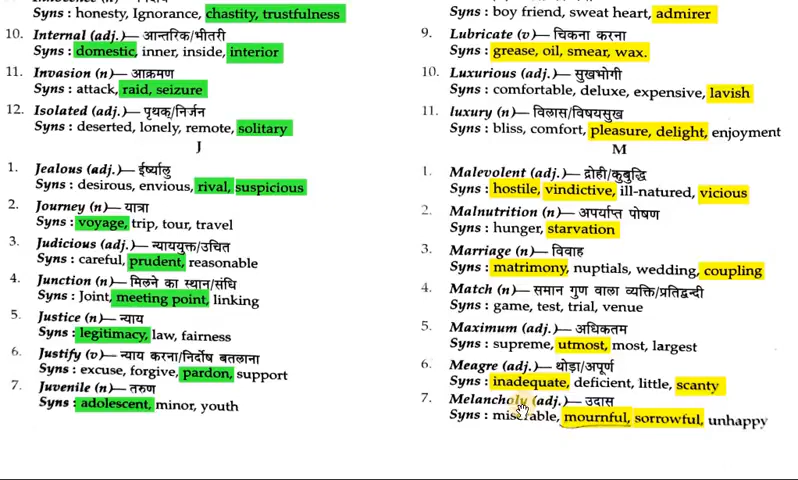 Syns : honesty, Ignorance, chastity, trustfulness
10. Internal (adj.)— आन्तरिक/भीतरी
Syns : domestic, inner, inside, interior
11. Invasion (n)— आक्रमण
Syns : attack, raid, seizure
12. Isolated (adj.)— पृथक्/निर्जन
Syns : deserted, lonely, remote, solitary
J
1. Jealous (adj.)— ईर्ष्यालु
Syns : desirous, envious, rival, suspicious
2. Journey (n)— यात्रा
Syns : voyage, trip, tour, travel
3. Judicious (adj.)— न्याययुक्त/उचित
Syns : careful, prudent, reasonable
4. Junction (n)— मिलने का स्थान/संधि
Syns : Joint, meeting point, linking
5. Justice (n)— न्याय
Syns : legitimacy, law, fairness
6. Justify (v)— न्याय करना/निर्दोष बतलाना
Syns : excuse, forgive, pardon, support
7. Juvenile (n)— तरुण
Syns : adolescent, minor, youth
Syns : boy friend, sweat heart, admirer
9. Lubricate (v)— चिकना करना
Syns : grease, oil, smear, wax.
10. Luxurious (adj.)— सुखभोगी
Syns : comfortable, deluxe, expensive, lavish
11. luxury (n)— विलास/विषयसुख
Syns : bliss, comfort, pleasure, delight, enjoyment
M
1. Malevolent (adj.)— द्रोही/कुबुद्धि
Syns : hostile, vindictive, ill-natured, vicious
2. Malnutrition (n)— अपर्याप्त पोषण
Syns : hunger, starvation
3. Marriage (n)— विवाह
Syns : matrimony, nuptials, wedding, coupling
4. Match (n)— समान गुण वाला व्यक्ति/प्रतिद्वन्दी
Syns : game, test, trial, venue
5. Maximum (adj.)— अधिकतम
Syns : supreme, utmost, most, largest
6. Meagre (adj.)— थोड़ा/अपूर्ण
Syns : inadequate, deficient, little, scanty
7. Melancholy (adj.)— उदास
Syns : miserable, mournful, sorrowful, unhappy